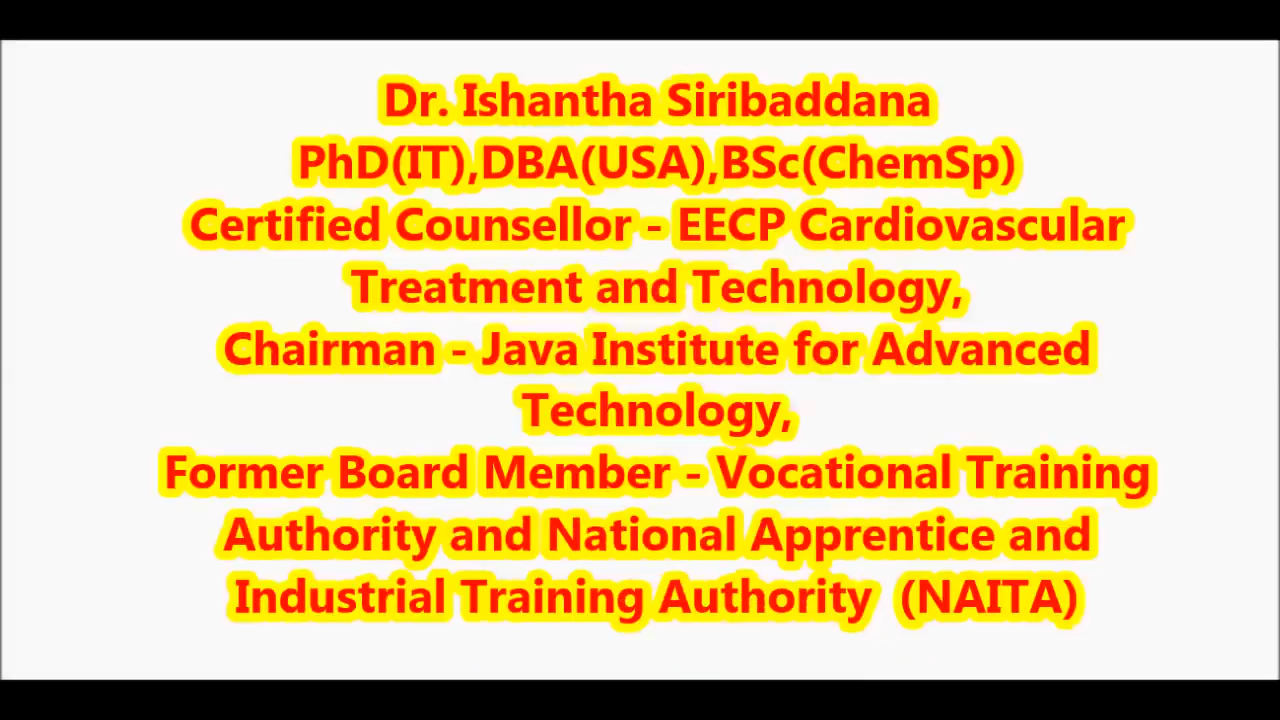 Dr. Ishantha Siribaddana
PhD(IT),DBA(USA),BSc(ChemSp)
Certified Counsellor - EECP Cardiovascular
Treatment and Technology,
Chairman - Java Institute for Advanced
Technology,
Former Board Member - Vocational Training
Authority and National Apprentice and
Industrial Training Authority  (NAITA)